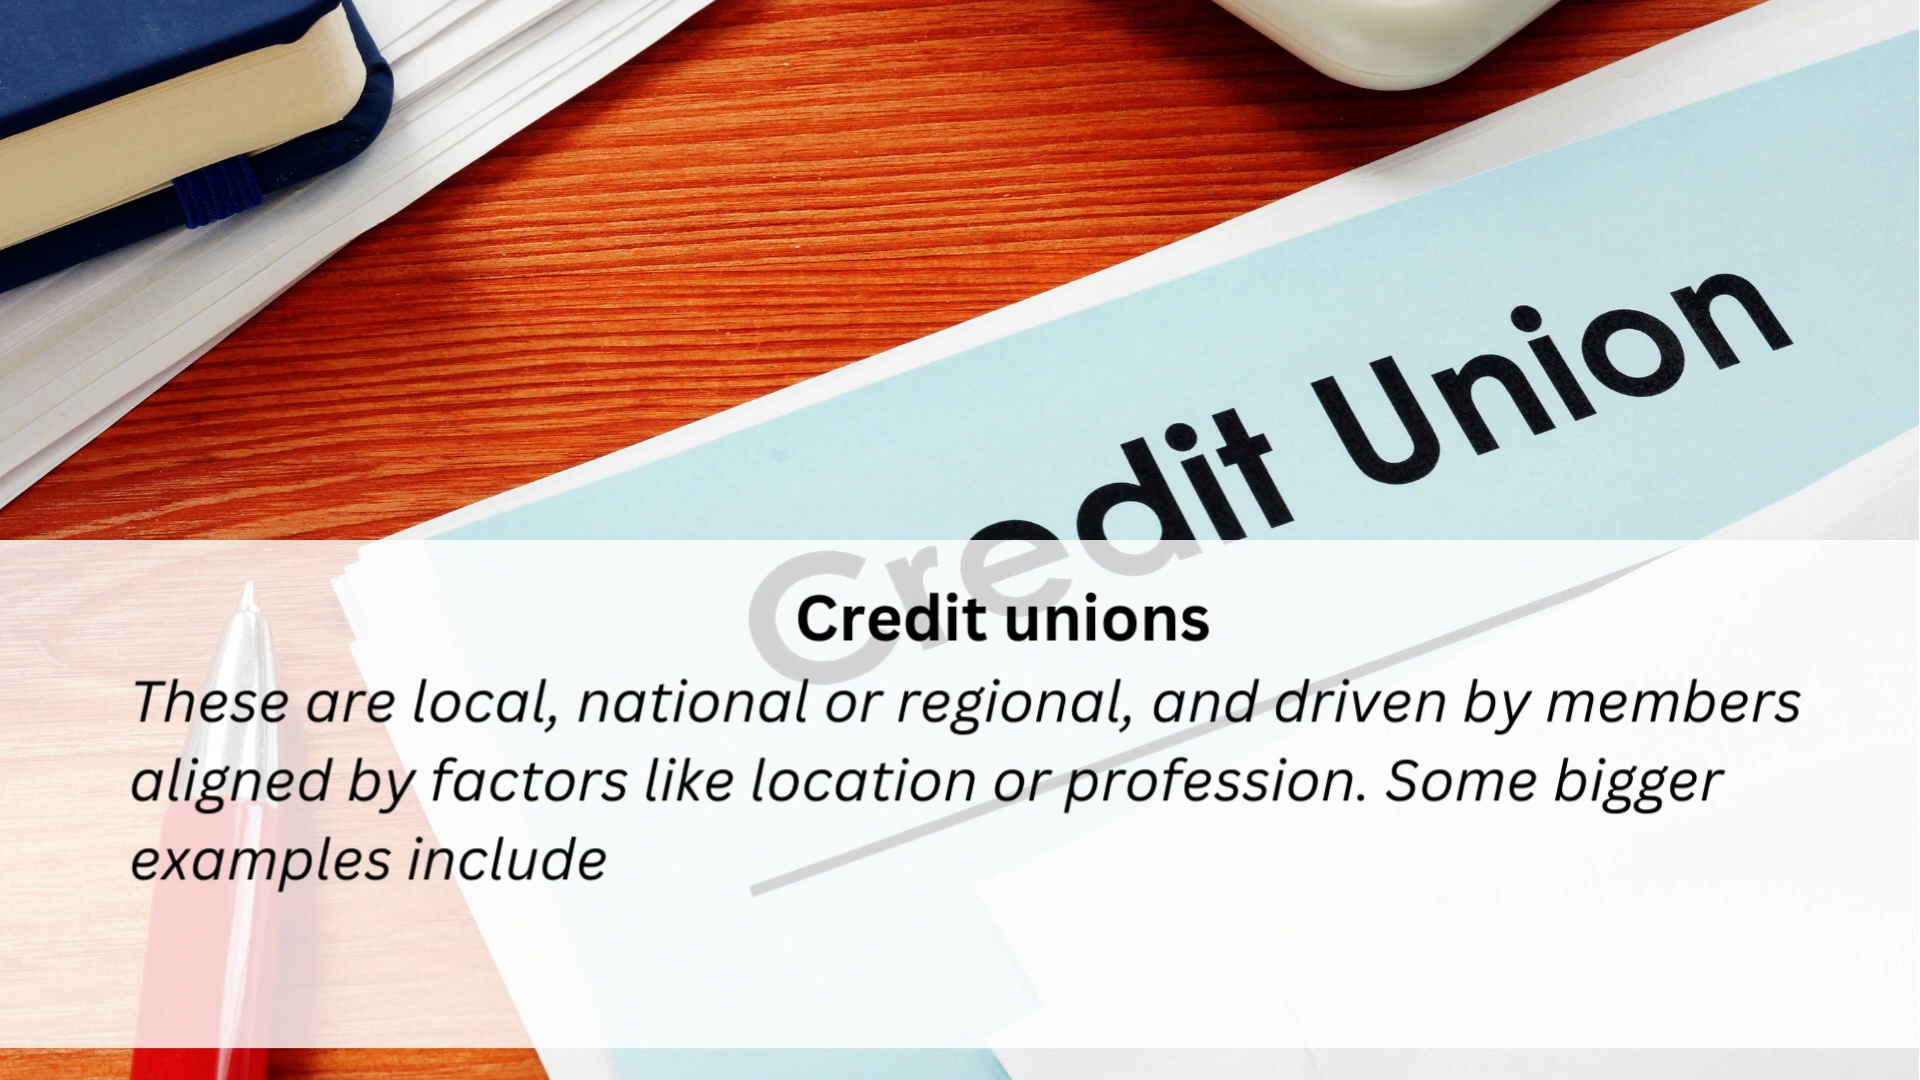 Credit Union
Credit unions
These are local, national or regional, and driven by members
aligned by factors like location or profession. Some bigger
examples include